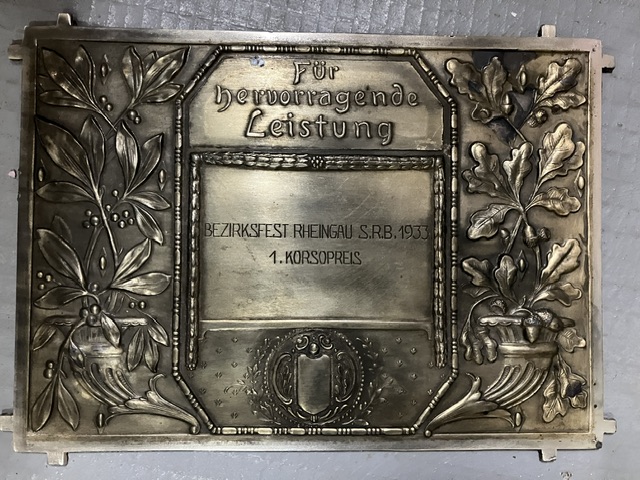 Für
hervorragende
Leistung
BEZIRKSFEST RHEINGAU S.R.B. 1933
1. KORSOPREIS